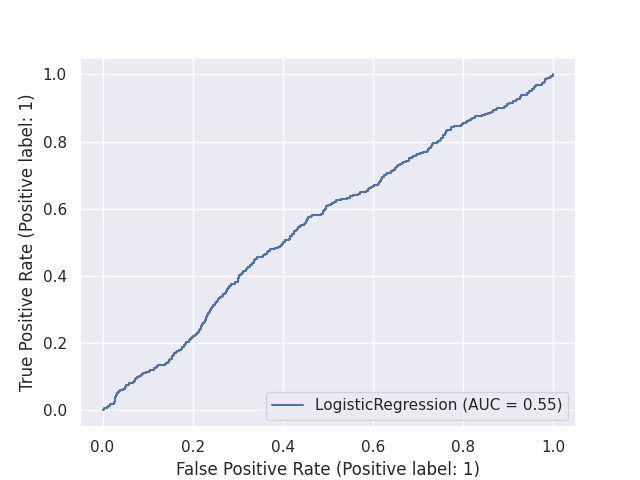 1.0
0.8
0.6
0.4
0.2
0.0
True Positive Rate (Positive label: 1)
LogisticRegression (AUC = 0.55)
0.0 0.2 0.4 0.6 0.8 1.0
False Positive Rate (Positive label: 1)